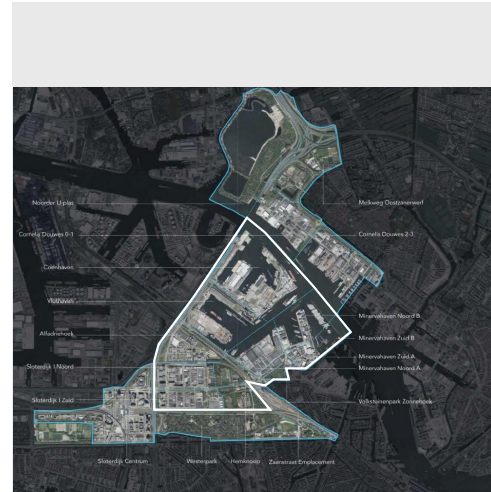 Noorder IJ-plas
Melkweg Oostzanerwerf
Cornelis Douwes 0-1
Cornelis Douwes 2-3
Coenhaven
Vlothaven
Minervahaven Noord B
Alfadriehoek
Minervahaven Zuid B
Minervahaven Zuid A
Sloterdijk I Noord
Minervahaven Noord A
Sloterdijk I Zuid
Volkstuinenpark Zonnehoek
Sloterdijk Centrum
Westerpark
Hemknoop
Zaanstraat Emplacement